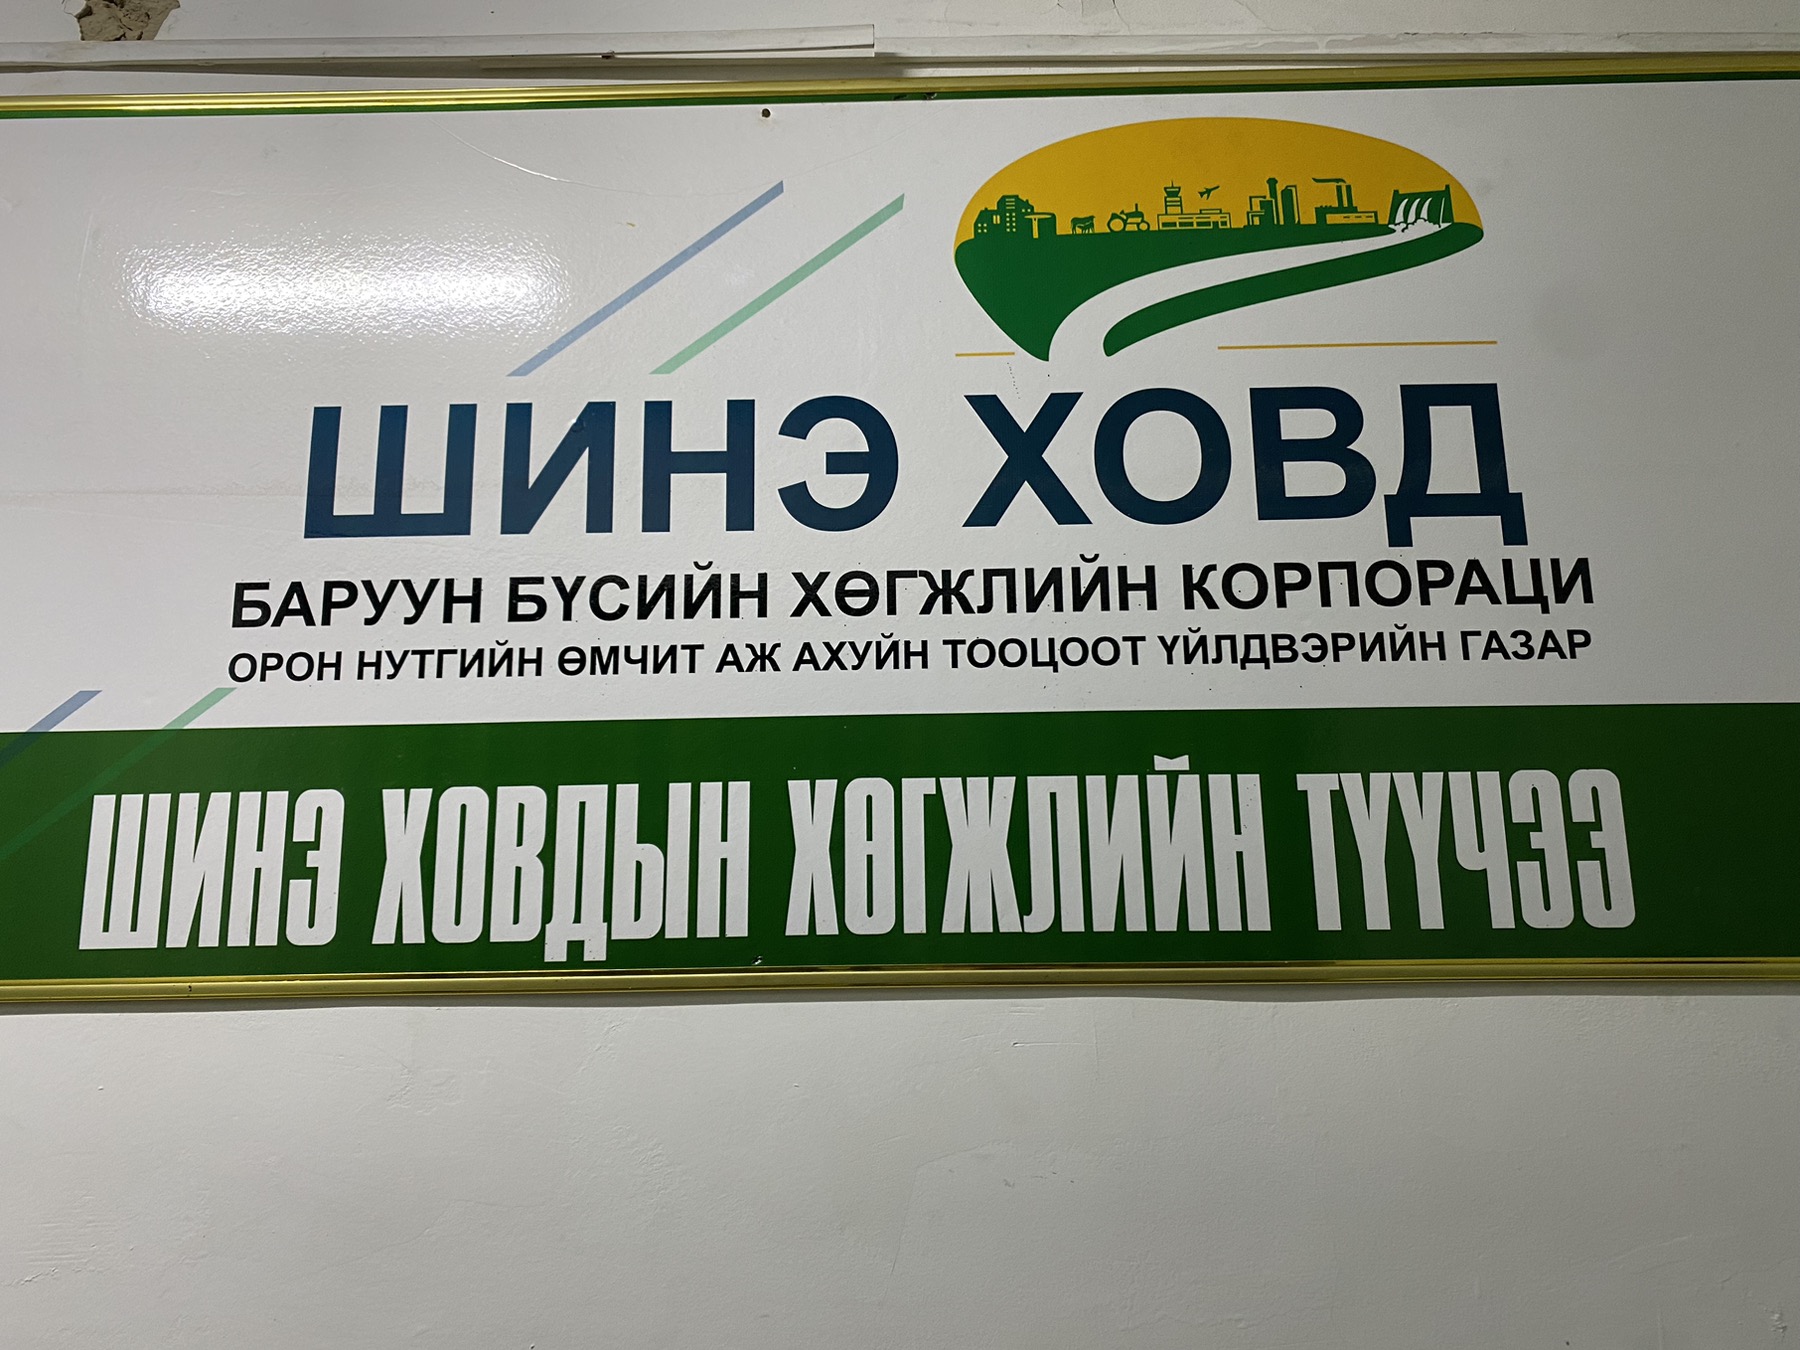 ШИНЭ ХОВД
БАРУУН БҮСИЙН ХӨГЖЛИЙН КОРПОРАЦИ
ОРОН НУТГИЙН ӨМЧИТ АЖ АХУЙН ТООЦООТ ҮЙЛДВЭРИЙН ГАЗАР
ШИНЭ ХОВДЫН ХӨГЖЛИЙН ТҮҮЧЭЭ